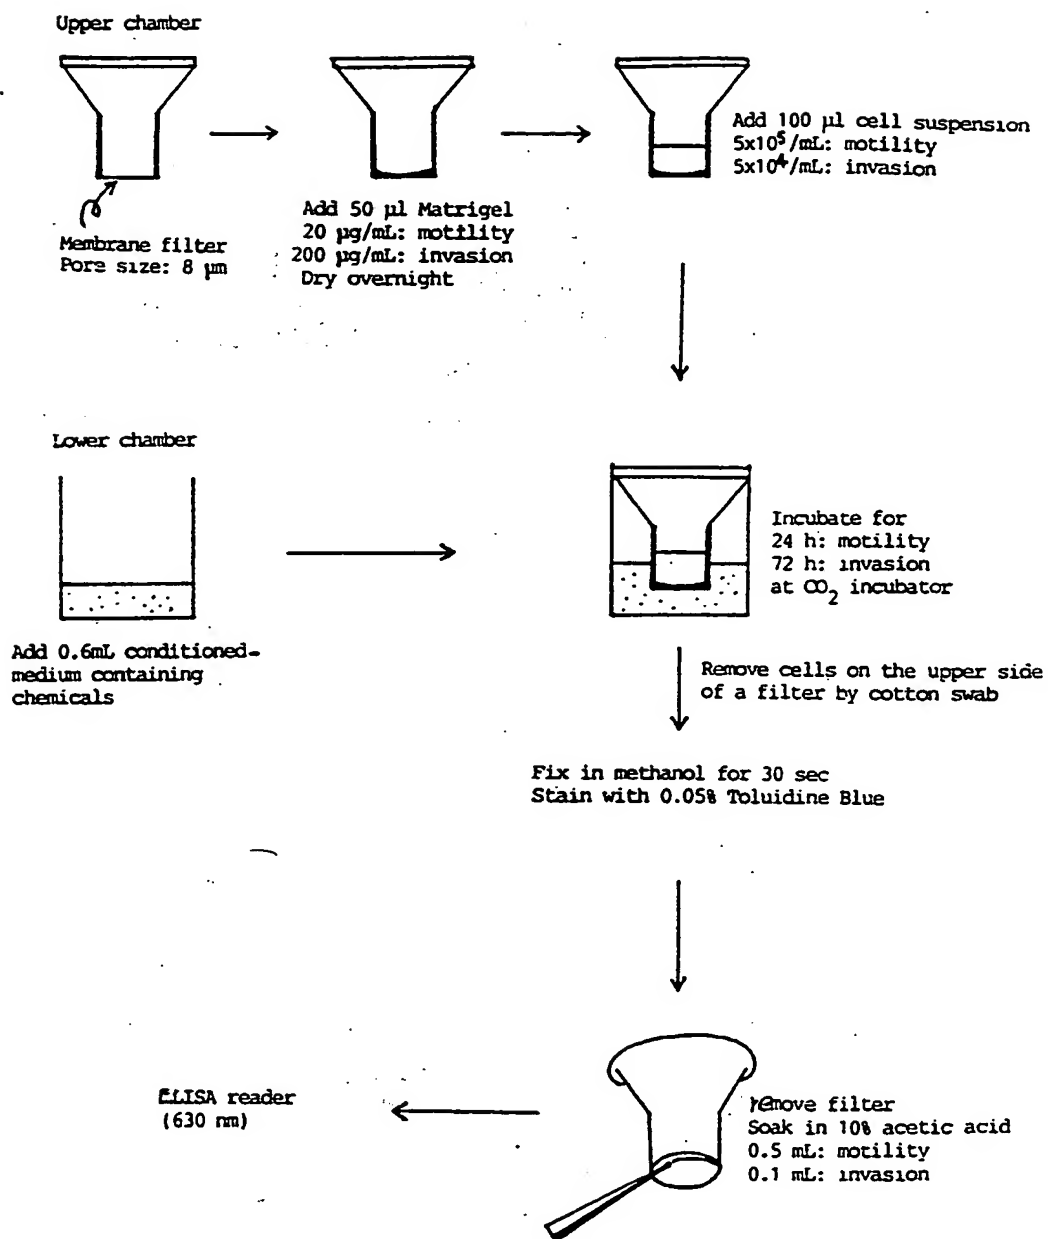 Upper chamber
Membrane filter
Pore size: 8 µm
Add 50 µl Matrigel
20 µg/mL: motility
200 µg/mL: invasion
Dry overnight
Add 100 µl cell suspension
5x10⁵/mL: motility
5x10⁴/mL: invasion
Lower chamber
Add 0.6mL conditioned-
medium containing
chemicals
Incubate for
24 h: motility
72 h: invasion
at CO₂ incubator
Remove cells on the upper side
of a filter by cotton swab
Fix in methanol for 30 sec
Stain with 0.05% Toluidine Blue
remove filter
Soak in 10% acetic acid
0.5 mL: motility
0.1 mL: invasion
ELISA reader
(630 nm)